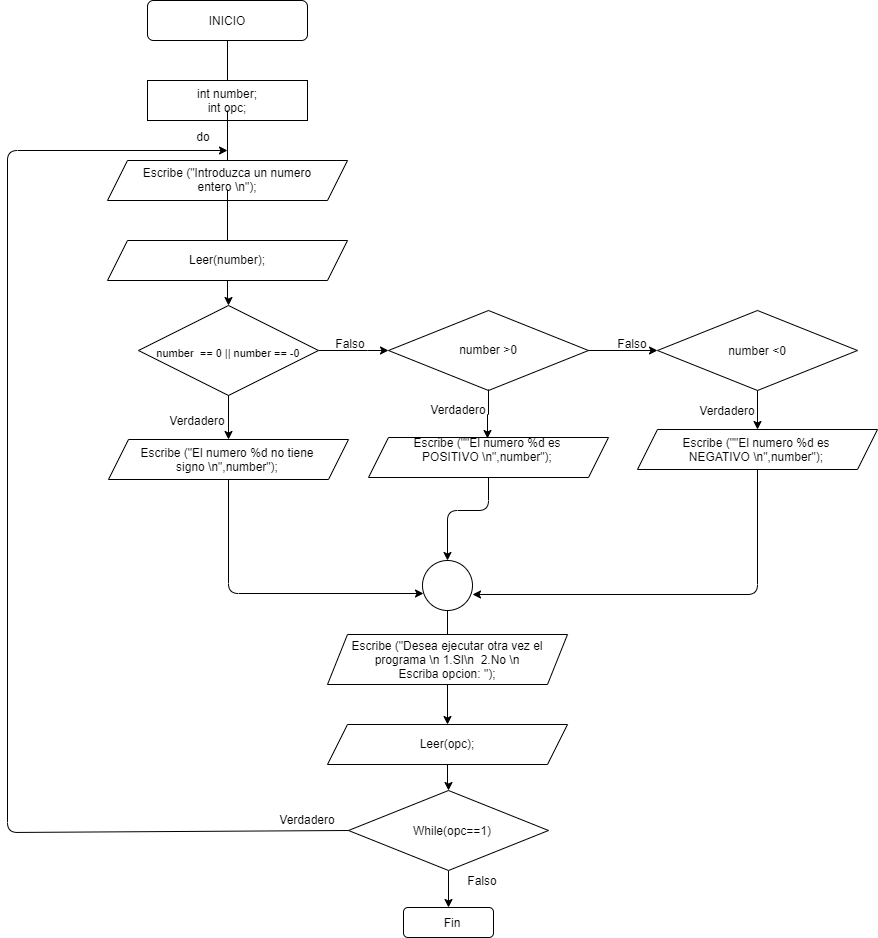 INICIO
int number;
int opc;
do
Escribe ("Introduzca un numero
entero \n");
Leer(number);
number  == 0 || number == -0
Falso
number >0
Falso
number <0
Verdadero
Verdadero
Verdadero
Escribe ("El numero %d no tiene
signo \n",number");
Escribe (""El numero %d es
POSITIVO \n",number");
Escribe (""El numero %d es
NEGATIVO \n",number");
Escribe ("Desea ejecutar otra vez el
programa \n 1.SI\n  2.No \n
Escriba opcion: ");
Leer(opc);
Verdadero
While(opc==1)
Falso
Fin